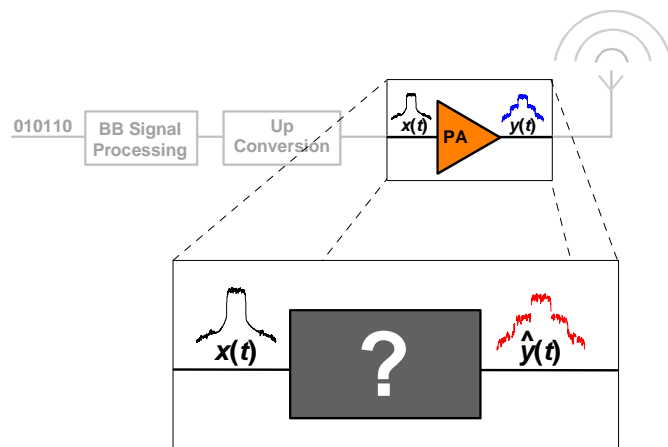 010110
BB Signal
Processing
Up
Conversion
x(t)
PA
y(t)
x(t)
?
ŷ(t)